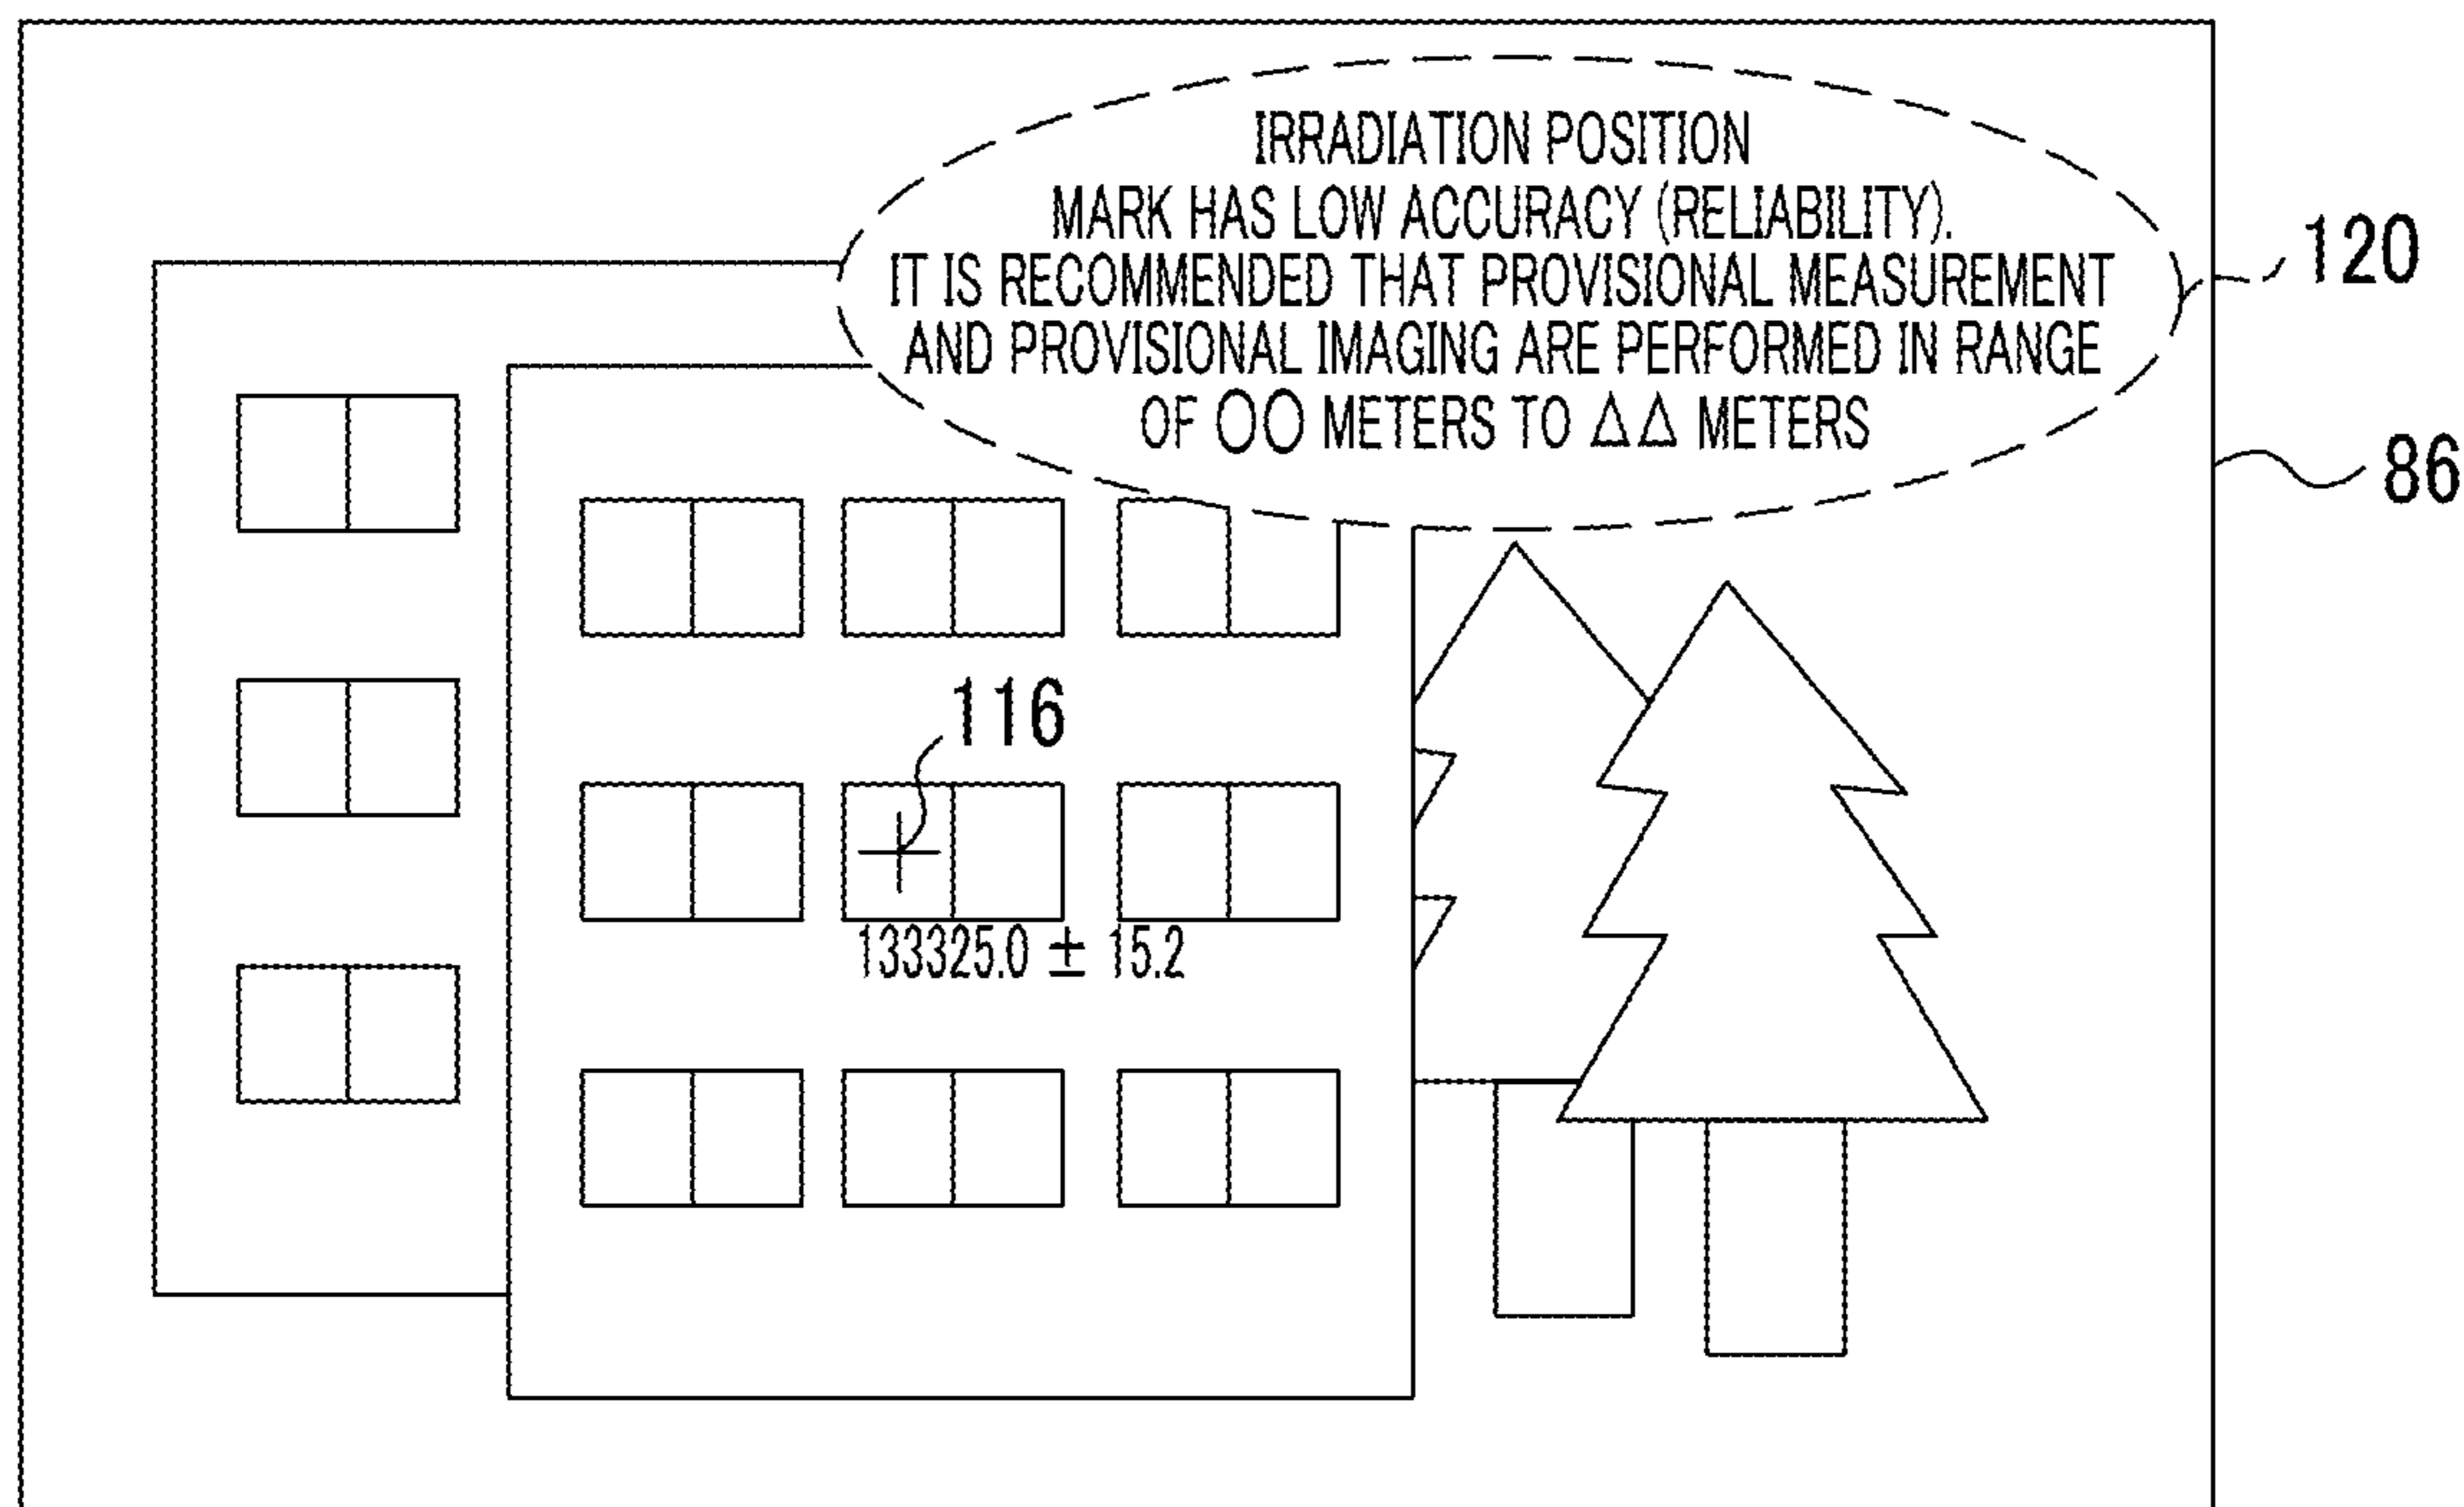 IRRADIATION POSITION
MARK HAS LOW ACCURACY (RELIABILITY).
IT IS RECOMMENDED THAT PROVISIONAL MEASUREMENT
AND PROVISIONAL IMAGING ARE PERFORMED IN RANGE
OF ○○ METERS TO △△ METERS
120
86
116
133325.0 ± 15.2